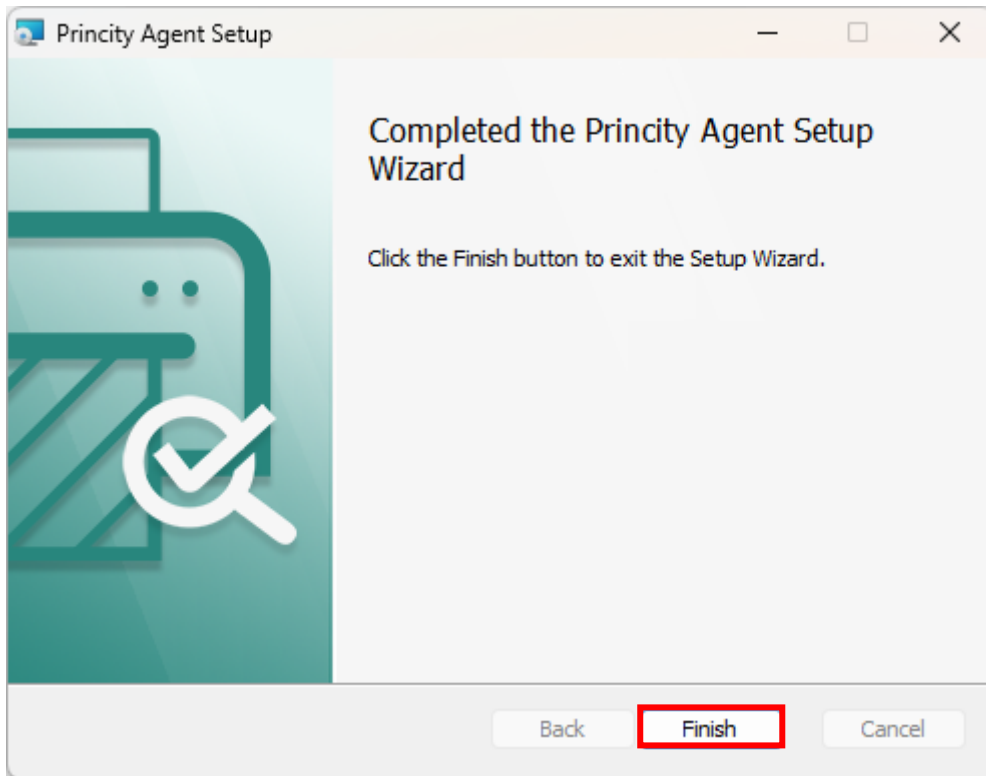 Princity Agent Setup
Completed the Princity Agent Setup
Wizard
Click the Finish button to exit the Setup Wizard.
Back
Finish
Cancel